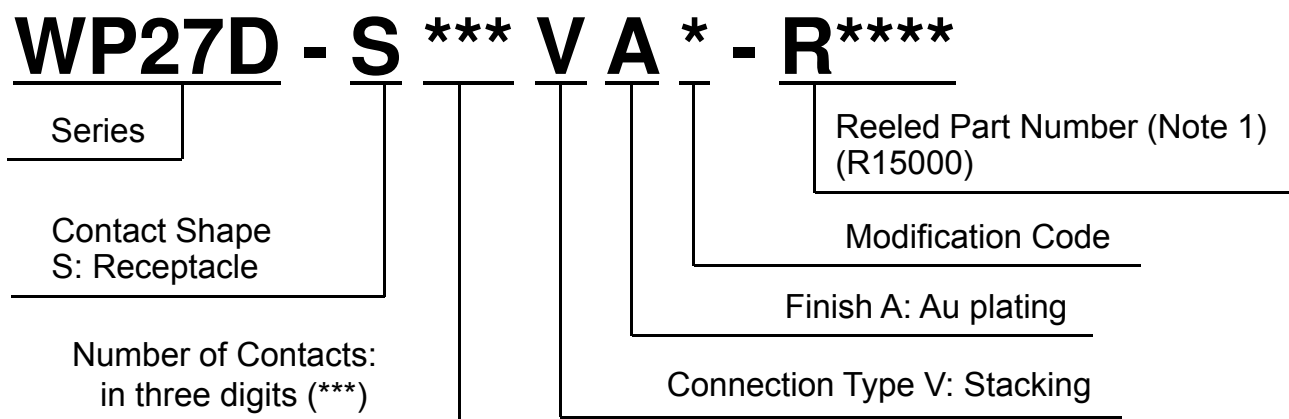 WP27D - S *** V A * - R****
Series
Reeled Part Number (Note 1)
(R15000)
Contact Shape
S: Receptacle
Modification Code
Finish A: Au plating
Number of Contacts:
in three digits (***)
Connection Type V: Stacking